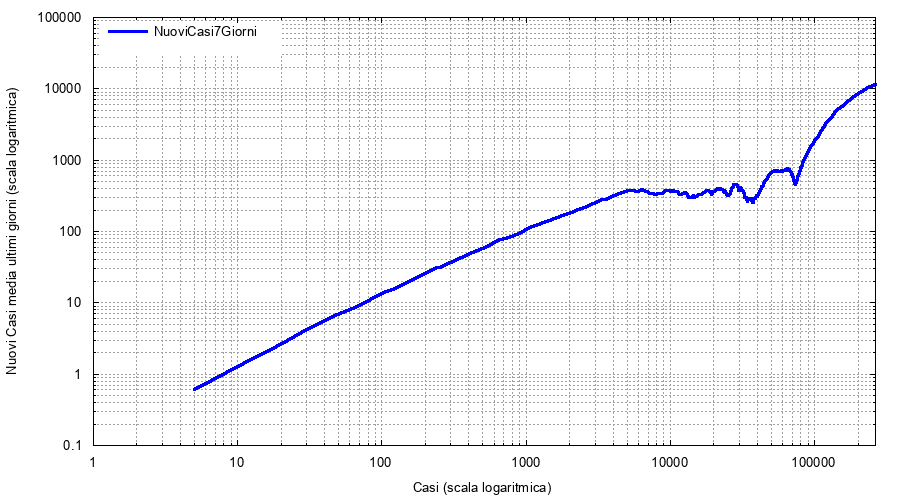 100000
NuoviCasi7Giorni
10000
1000
100
10
1
0.1
Nuovi Casi media ultimi giorni (scala logaritmica)
1 10 100 1000 10000 100000
Casi (scala logaritmica)